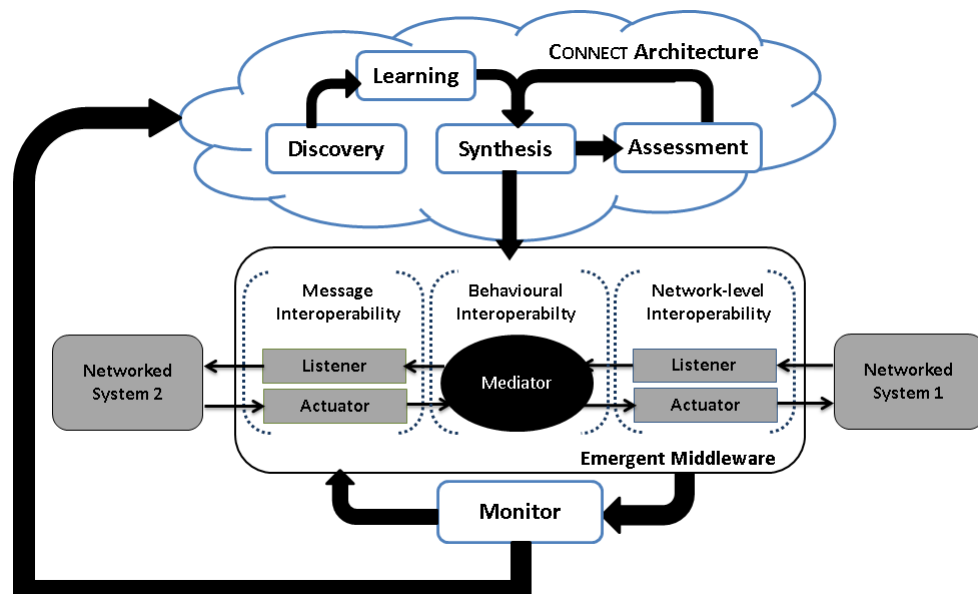 CONNECT Architecture
Learning
Discovery
Synthesis
Assessment
Message
Interoperability
Behavioural
Interoperabilty
Network-level
Interoperability
Networked
System 2
Listener
Actuator
Mediator
Listener
Actuator
Networked
System 1
Emergent Middleware
Monitor